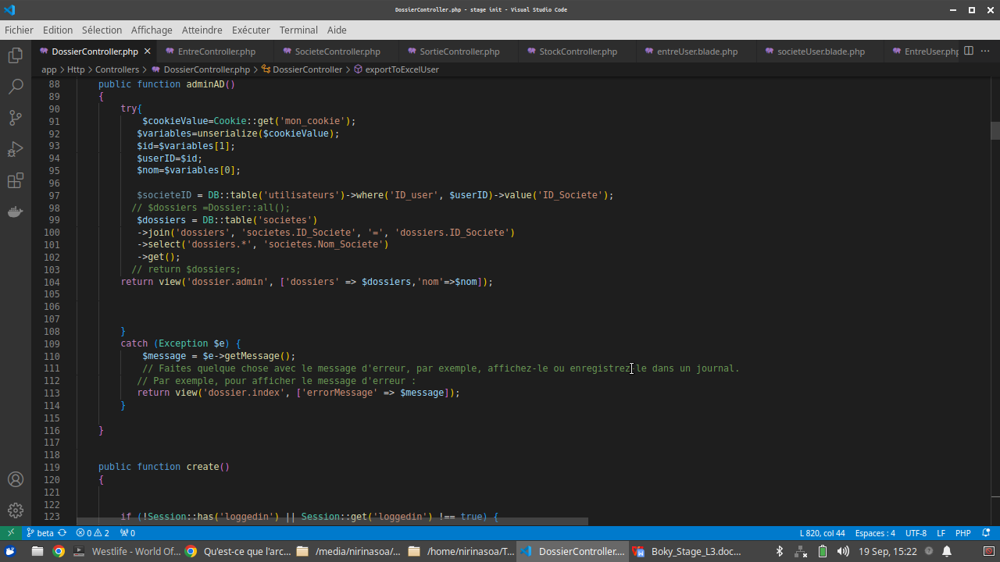 DossierController.php - stage init - Visual Studio Code
Fichier Edition Sélection Affichage Atteindre Exécuter Terminal Aide
DossierController.php EntreController.php SocieteController.php SortieController.php StockController.php entreUser.blade.php societeUser.blade.php EntreUser.php
app > Http > Controllers > DossierController.php > DossierController > exportToExcelUser
88 public function adminAD()
89 {
90 try{
91 $cookieValue=Cookie::get('mon_cookie');
92 $variables=unserialize($cookieValue);
93 $id=$variables[1];
94 $userID=$id;
95 $nom=$variables[0];
96
97 $societeID = DB::table('utilisateurs')->where('ID_user', $userID)->value('ID_Societe');
98 // $dossiers =Dossier::all();
99 $dossiers = DB::table('societes')
100 ->join('dossiers', 'societes.ID_Societe', '=', 'dossiers.ID_Societe')
101 ->select('dossiers.*', 'societes.Nom_Societe')
102 ->get();
103 // return $dossiers;
104 return view('dossier.admin', ['dossiers' => $dossiers,'nom'=>$nom]);
105
106
107
108 }
109 catch (Exception $e) {
110 $message = $e->getMessage();
111 // Faites quelque chose avec le message d'erreur, par exemple, affichez-le ou enregistrez-le dans un journal.
112 // Par exemple, pour afficher le message d'erreur :
113 return view('dossier.index', ['errorMessage' => $message]);
114 }
115
116 }
117
118
119 public function create()
120 {
121
122
123 if (!Session::has('loggedin') || Session::get('loggedin') !== true) {
beta 0 2 0 L 820, col 44 Espaces : 4 UTF-8 LF PHP
Westlife - World Of... Qu'est-ce que l'arc... /media/nirinasoa/... /home/nirinasoa/T... DossierController.... Boky_Stage_L3.doc... 19 Sep, 15:22